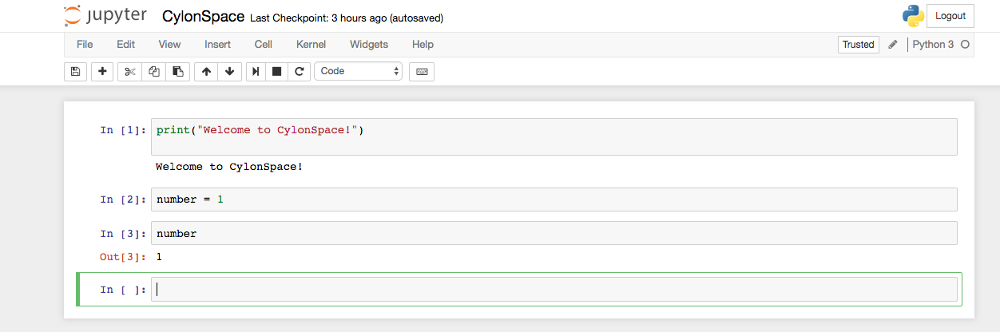 jupyter CylonSpace Last Checkpoint: 3 hours ago (autosaved) Logout
File Edit View Insert Cell Kernel Widgets Help Trusted Python 3
Code
In [1]: print("Welcome to CylonSpace!")
Welcome to CylonSpace!
In [2]: number = 1
In [3]: number
Out[3]: 1
In [ ]: